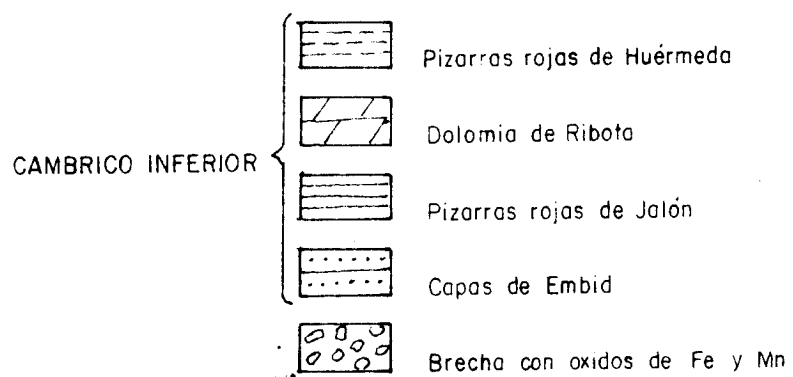 Pizarras rojas de Huérmeda
Dolomia de Ribota
CAMBRICO INFERIOR
Pizarras rojas de Jalón
Capas de Embid
Brecha con oxidos de Fe y Mn